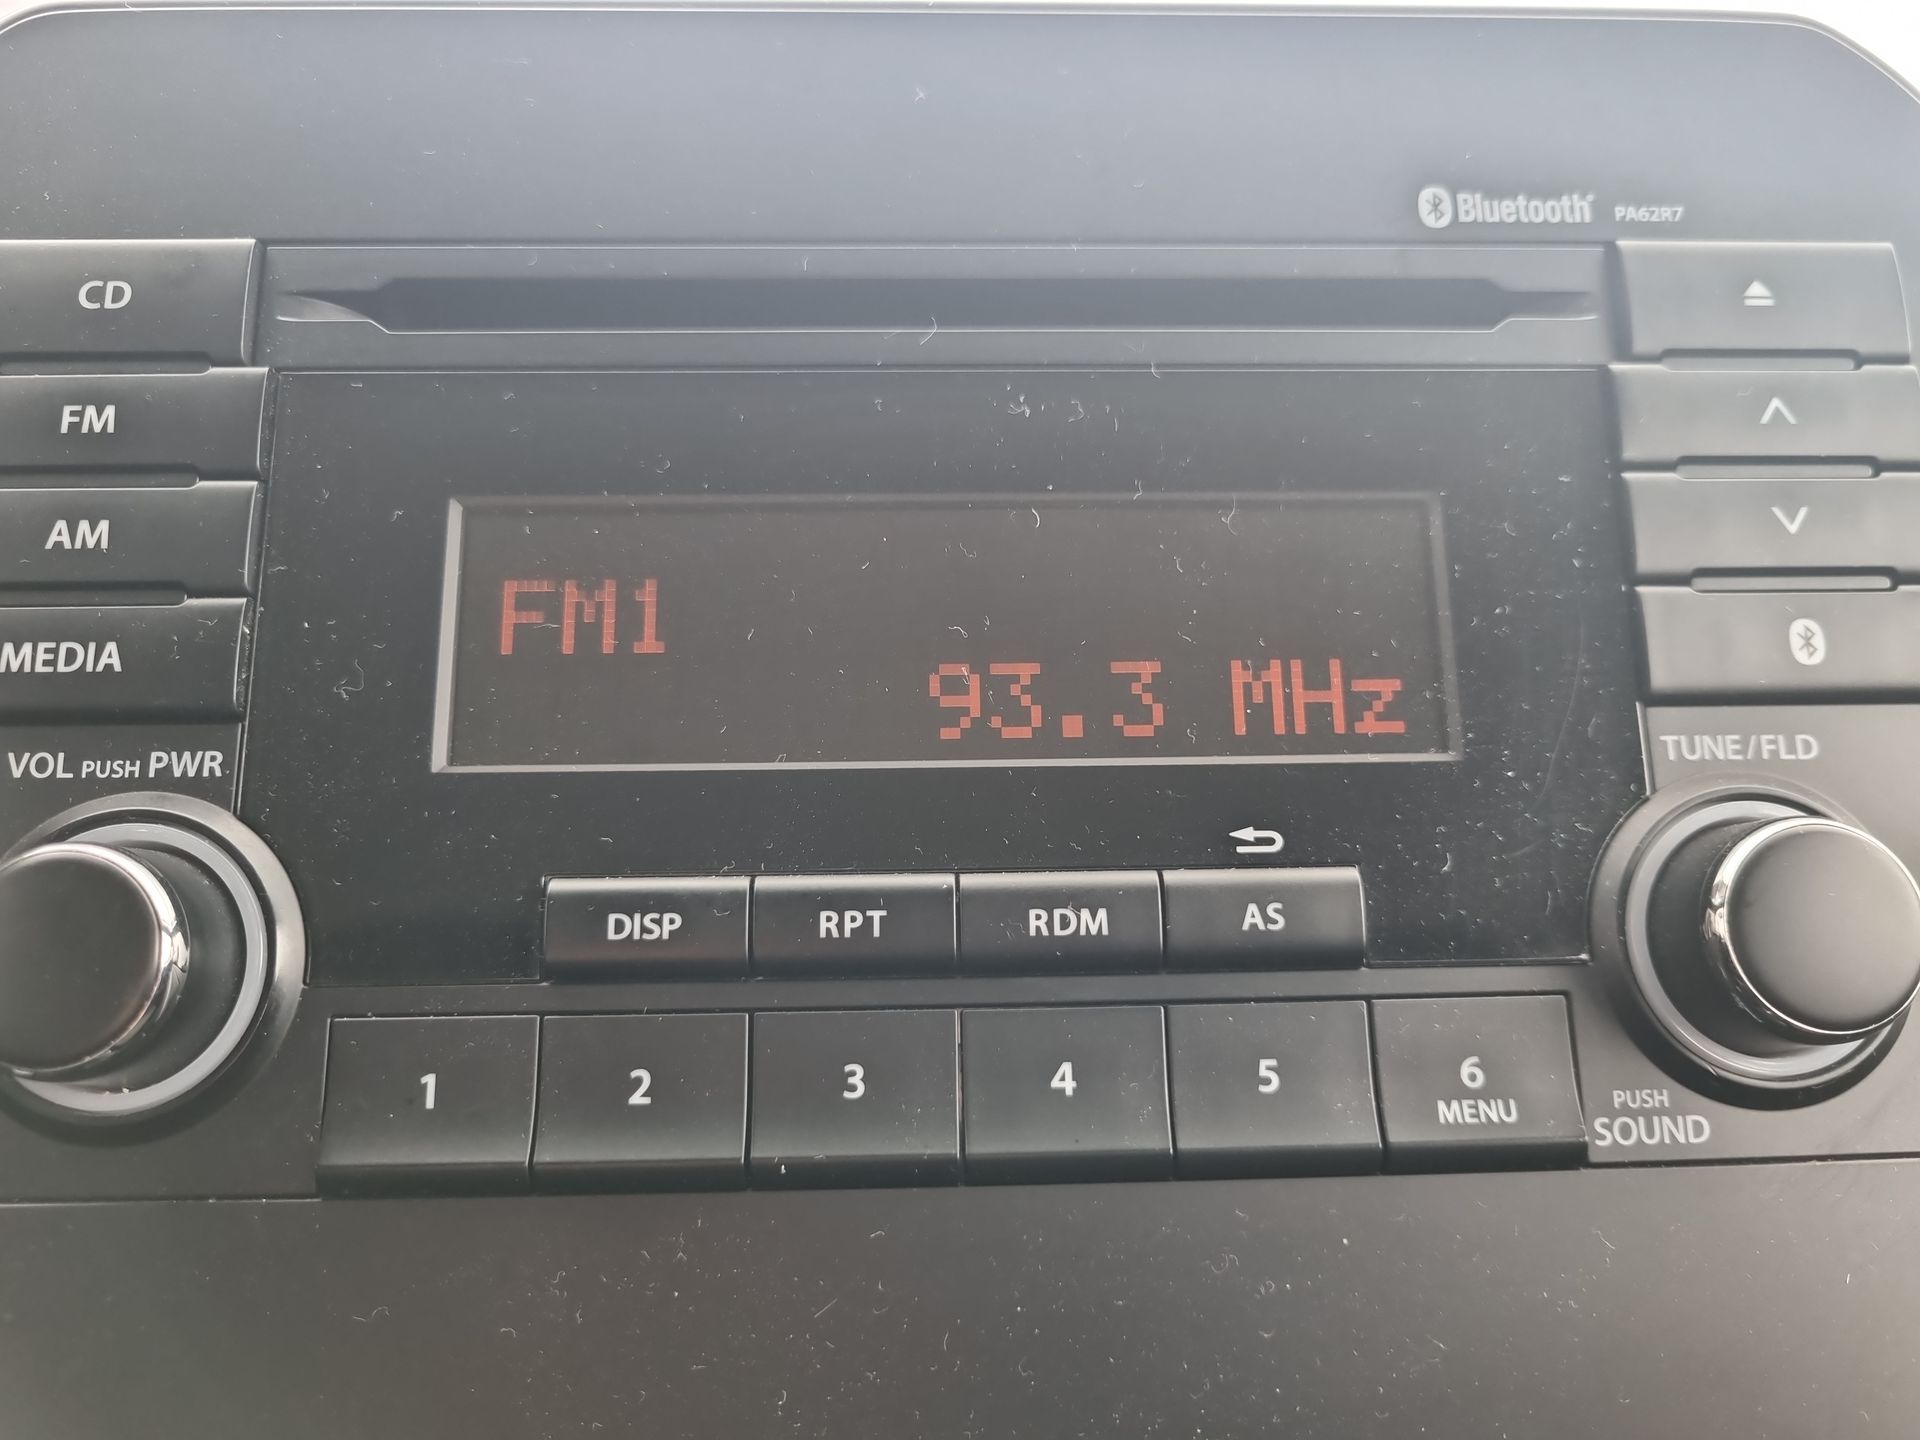 Bluetooth PA62R7
CD
FM
AM
MEDIA
FM1
93.3 MHz
VOL PUSH PWR
TUNE/FLD
DISP RPT RDM AS
1 2 3 4 5 6
MENU
PUSH
SOUND